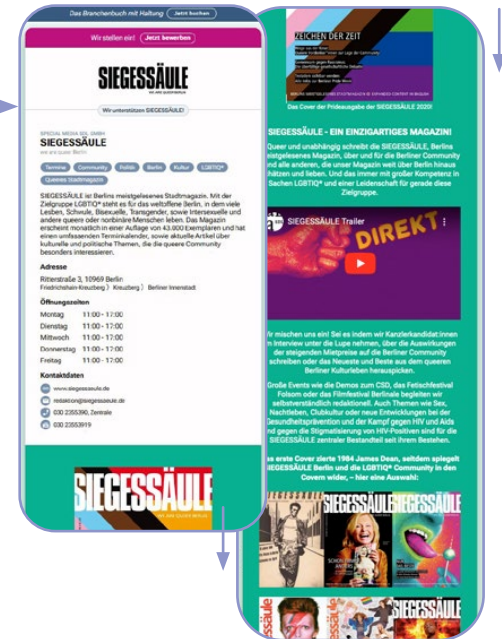 Das Branchenbuch mit Haltung Jetzt buchen
Wir stellen ein! Jetzt bewerben
SIEGESSÄULE
WE ARE QUEER BERLIN
Wir unterstützen SIEGESSÄULE!
SPECIAL MEDIA SDL GMBH
SIEGESSÄULE
we are queer Berlin
Termine Community Politik Berlin Kultur LGBTIQ*
Queeres Stadtmagazin
SIEGESSÄULE ist Berlins meistgelesenes Stadtmagazin. Mit der
Zielgruppe LGBTIQ* steht es für das weltoffene Berlin, in dem viele
Lesben, Schwule, Bisexuelle, Transgender, sowie Intersexuelle und
andere queere oder nonbinäre Menschen leben. Das Magazin
erscheint monatlich in einer Auflage von 43.000 Exemplaren und hat
einen umfassenden Terminkalender, sowie aktuelle Artikel über
kulturelle und politische Themen, die die queere Community
besonders interessieren.
Adresse
Ritterstraße 3, 10969 Berlin
Friedrichshain-Kreuzberg 〉 Kreuzberg 〉 Berliner Innenstadt
Öffnungszeiten
Montag 11:00 - 17:00
Dienstag 11:00 - 17:00
Mittwoch 11:00 - 17:00
Donnerstag 11:00 - 17:00
Freitag 11:00 - 17:00
Kontaktdaten
www.siegessaeule.de
redaktion@siegessaeule.de
030 2355390, Zentrale
030 23553919
SIEGESSÄULE
WE ARE QUEER BERLIN
ZEICHEN DER ZEIT
Das Cover der Prideausgabe der SIEGESSÄULE 2020!
SIEGESSÄULE - EIN EINZIGARTIGES MAGAZIN!
Queer und unabhängig schreibt die SIEGESSÄULE, Berlins
meistgelesenes Magazin, über und für die Berliner Community
und alle anderen, die unser Magazin weit über Berlin hinaus
schätzen und lieben. Und das immer mit großer Kompetenz in
Sachen LGBTIQ* und einer Leidenschaft für gerade diese
Zielgruppe.
SIEGESSÄULE Trailer
DIREKT
Wir mischen uns ein! Sei es indem wir Kanzlerkandidat:innen
im Interview unter die Lupe nehmen, über die Auswirkungen
der steigenden Mietpreise auf die Berliner Community
schreiben oder das Neueste und Beste aus dem queeren
Berliner Kulturleben herauspicken.
Große Events wie die Demos zum CSD, das Fetischfestival
Folsom oder das Filmfestival Berlinale begleiten wir
selbstverständlich redaktionell. Auch Themen wie Sex,
Nachtleben, Clubkultur oder neue Entwicklungen bei der
Gesundheitsprävention und der Kampf gegen HIV und Aids
und gegen die Stigmatisierung von HIV-Positiven sind für die
SIEGESSÄULE zentraler Bestandteil seit ihrem Bestehen.
Das erste Cover zierte 1984 James Dean, seitdem spiegelt
SIEGESSÄULE Berlin und die LGBTIQ* Community in den
Covern wider, – hier eine Auswahl:
SIEGESSÄULE SIEGESSÄULE
SCHÖN IMMER ANDERS
SIEGESSÄULE